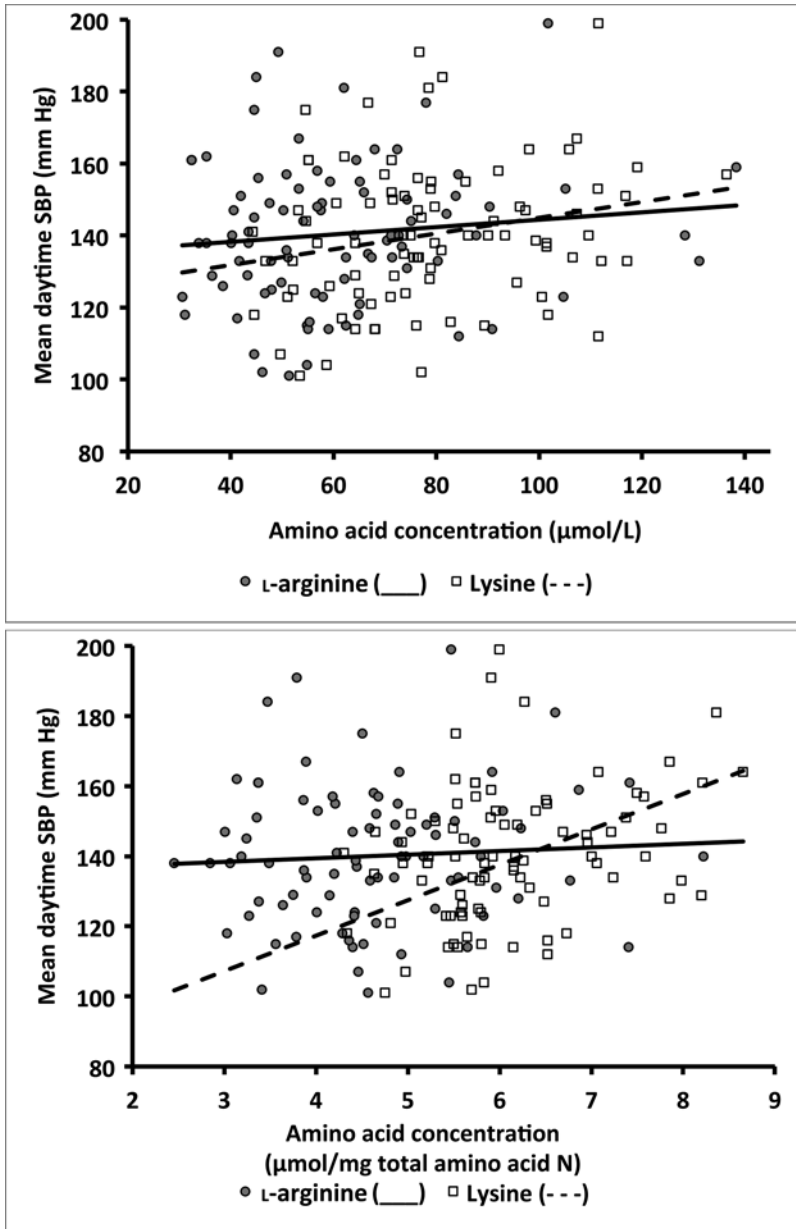 200
180
160
140
120
100
80
Mean daytime SBP (mm Hg)
20 40 60 80 100 120 140
Amino acid concentration (µmol/L)
L-arginine (___) Lysine (- - -)
200
180
160
140
120
100
80
Mean daytime SBP (mm Hg)
2 3 4 5 6 7 8 9
Amino acid concentration
(µmol/mg total amino acid N)
L-arginine (___) Lysine (- - -)